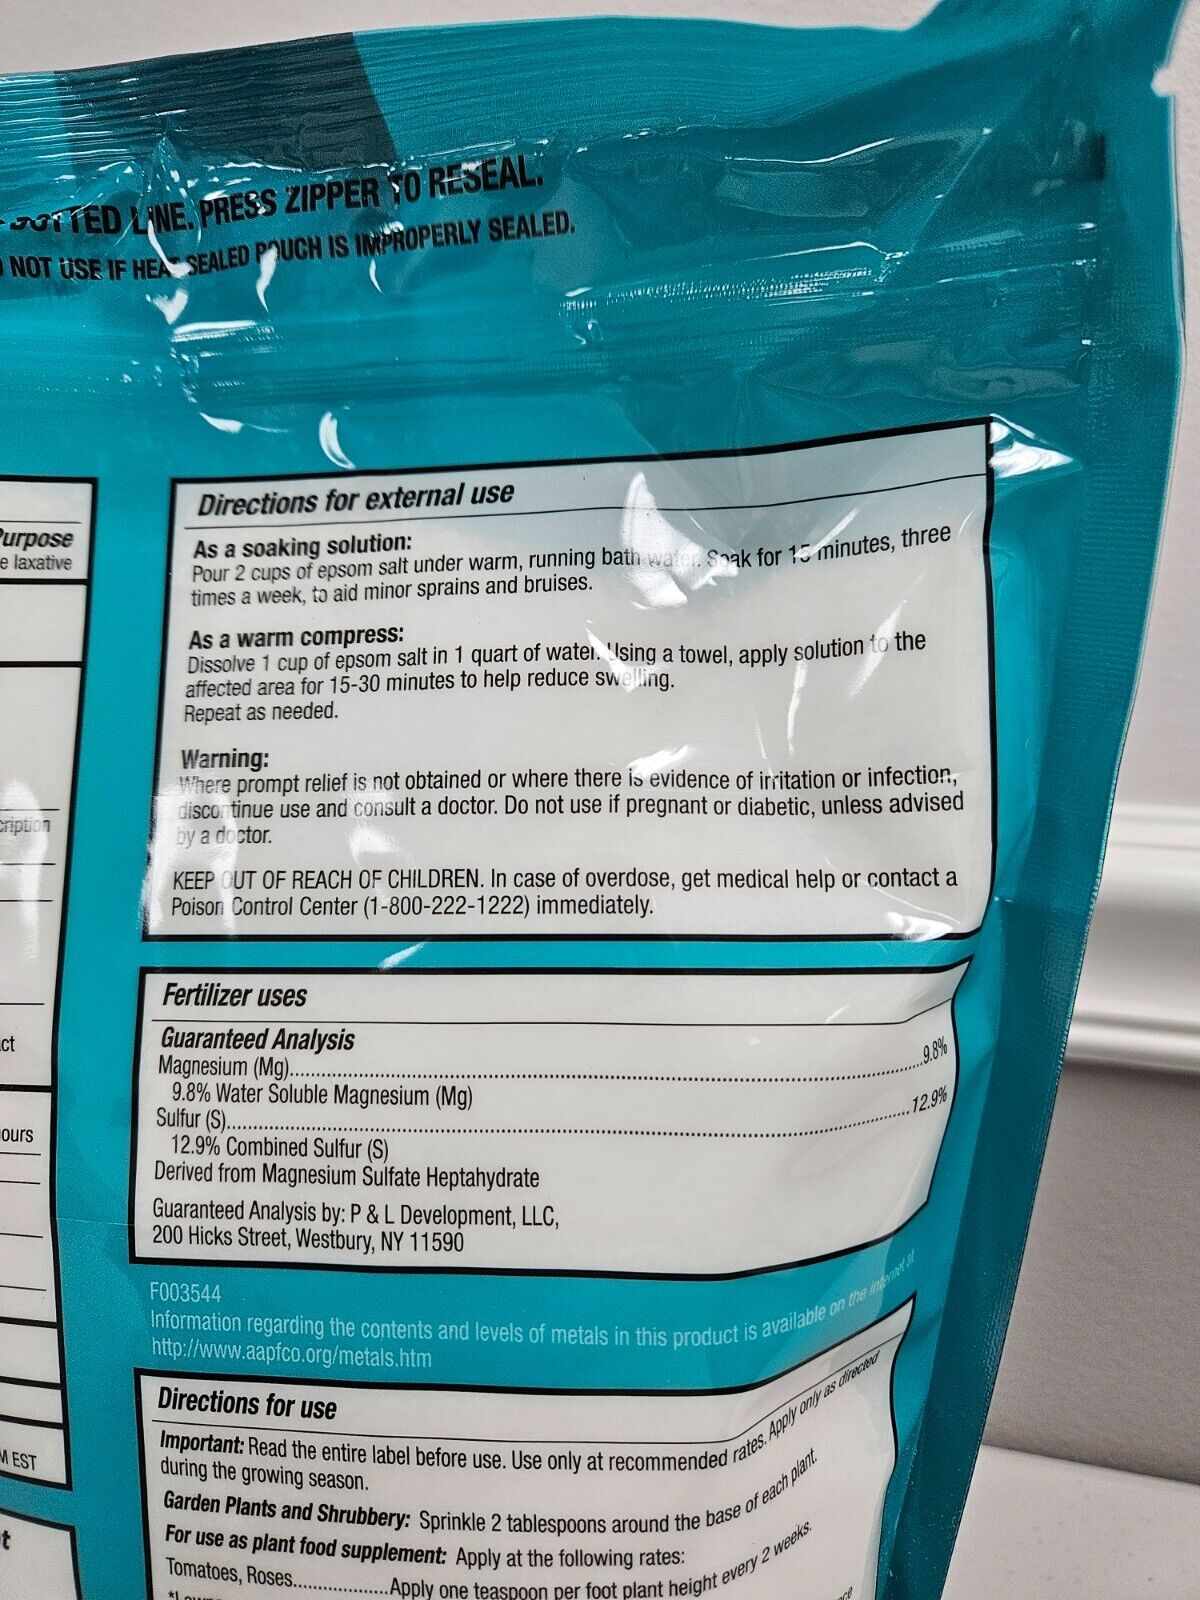 DOTTED LINE. PRESS ZIPPER TO RESEAL.
NOT USE IF HEAT SEALED POUCH IS IMPROPERLY SEALED.
Purpose
e laxative
cription
ct
ours
M EST
t
Directions for external use
As a soaking solution:
Pour 2 cups of epsom salt under warm, running bath water. Soak for 15 minutes, three
times a week, to aid minor sprains and bruises.
As a warm compress:
Dissolve 1 cup of epsom salt in 1 quart of water. Using a towel, apply solution to the
affected area for 15-30 minutes to help reduce swelling.
Repeat as needed.
Warning:
Where prompt relief is not obtained or where there is evidence of irritation or infection,
discontinue use and consult a doctor. Do not use if pregnant or diabetic, unless advised
by a doctor.
KEEP OUT OF REACH OF CHILDREN. In case of overdose, get medical help or contact a
Poison Control Center (1-800-222-1222) immediately.
Fertilizer uses
Guaranteed Analysis
Magnesium (Mg)..........9.8%
9.8% Water Soluble Magnesium (Mg)
Sulfur (S)..........12.9%
12.9% Combined Sulfur (S)
Derived from Magnesium Sulfate Heptahydrate
Guaranteed Analysis by: P & L Development, LLC,
200 Hicks Street, Westbury, NY 11590
F003544
Information regarding the contents and levels of metals in this product is available on the internet at
http://www.aapfco.org/metals.htm
Directions for use
Important: Read the entire label before use. Use only at recommended rates. Apply only as directed
during the growing season.
Garden Plants and Shrubbery: Sprinkle 2 tablespoons around the base of each plant.
For use as plant food supplement: Apply at the following rates:
Tomatoes, Roses..........Apply one teaspoon per foot plant height every 2 weeks.